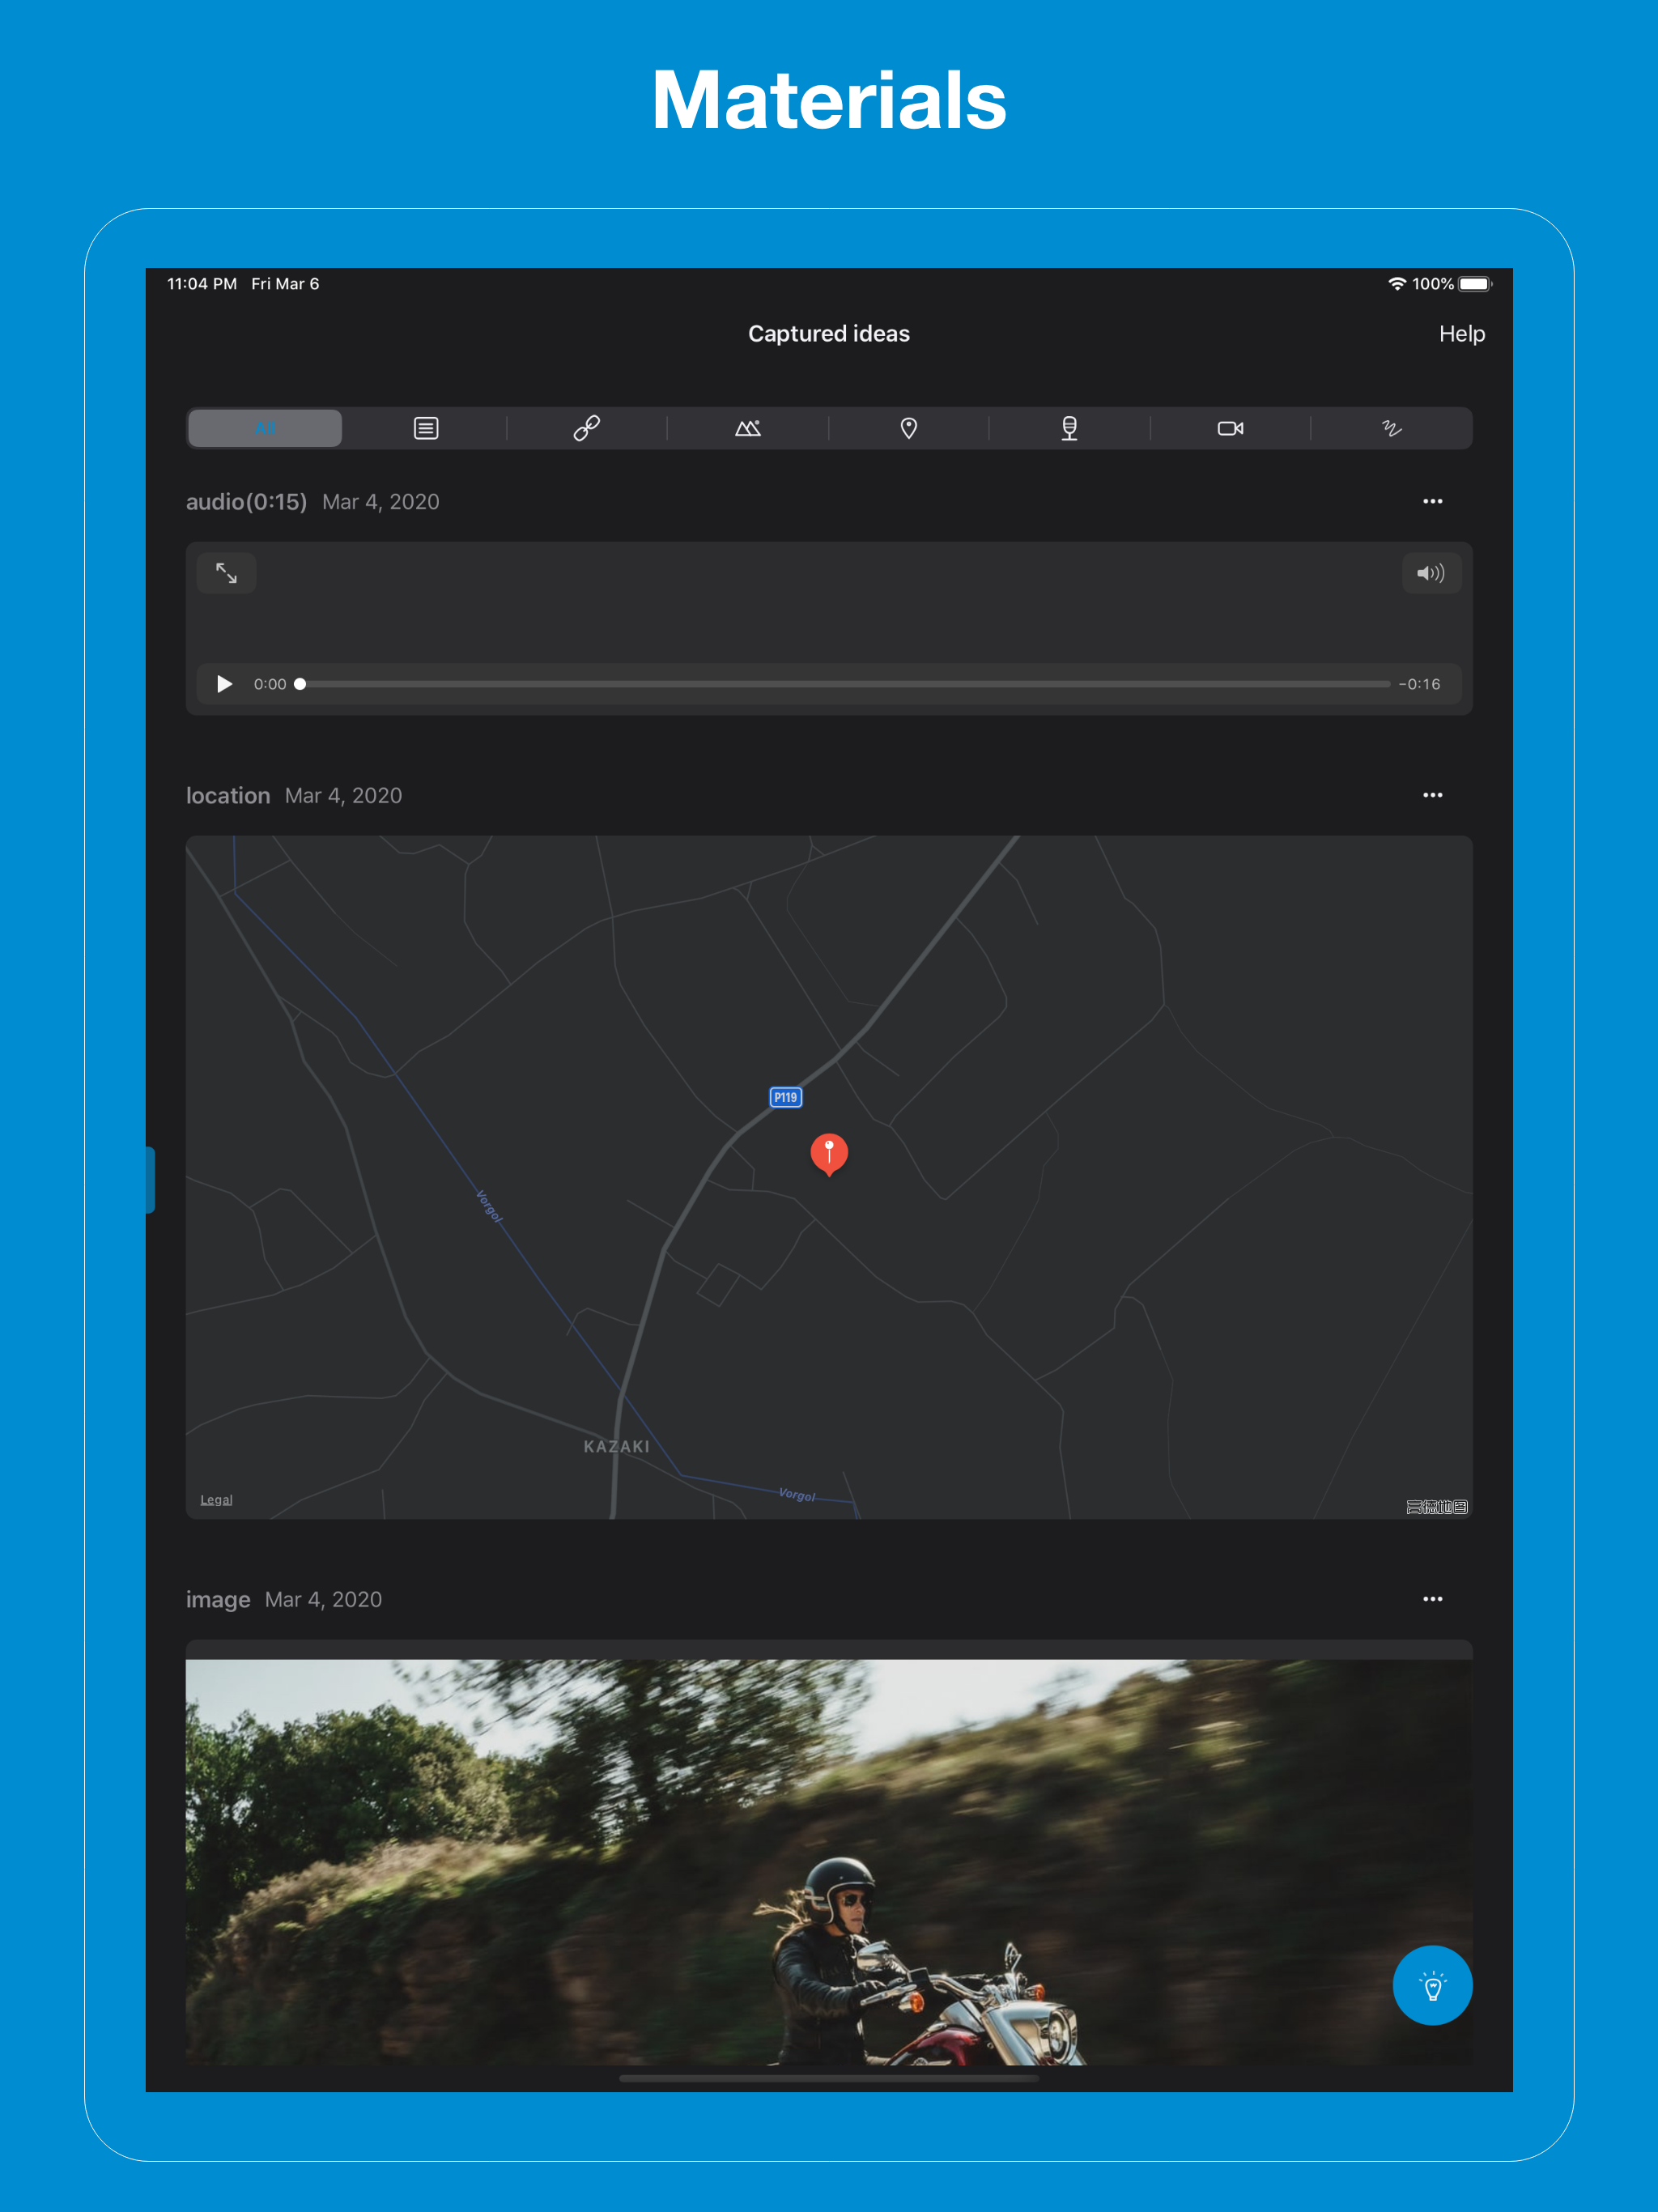 Materials
11:04 PM Fri Mar 6
100%
Captured ideas
Help
All
audio(0:15) Mar 4, 2020
0:00
-0:16
location Mar 4, 2020
P119
Vorgol
KAZAKI
Vorgol
Legal
高德地图
image Mar 4, 2020